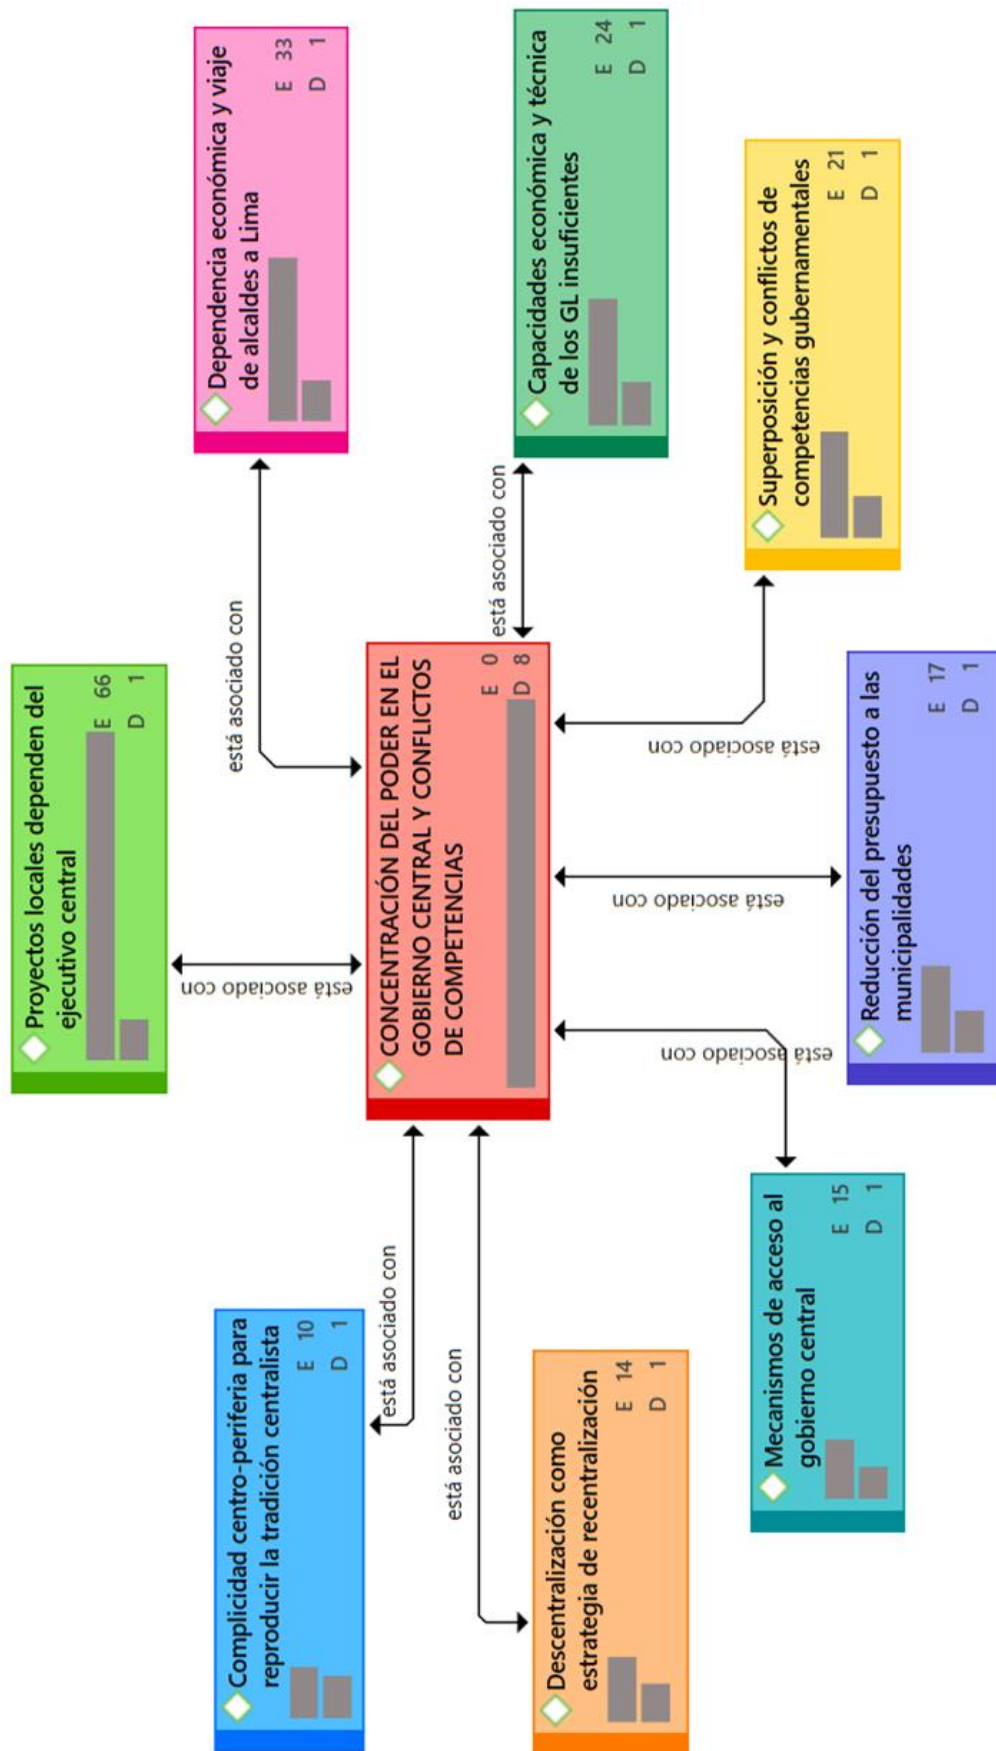 Proyectos locales dependen del
ejecutivo central
E 66
D 1
Complicidad centro-periferia para
reproducir la tradición centralista
E 10
D 1
Dependencia económica y viaje
de alcaldes a Lima
E 33
D 1
está asociado con
está asociado con
está asociado con
CONCENTRACIÓN DEL PODER EN EL
GOBIERNO CENTRAL Y CONFLICTOS
DE COMPETENCIAS
E 0
D 8
está asociado con
está asociado con
Descentralización como
estrategia de recentralización
E 14
D 1
Capacidades económica y técnica
de los GL insuficientes
E 24
D 1
está asociado con
está asociado con
está asociado con
Mecanismos de acceso al
gobierno central
E 15
D 1
Reducción del presupuesto a las
municipalidades
E 17
D 1
Superposición y conflictos de
competencias gubernamentales
E 21
D 1